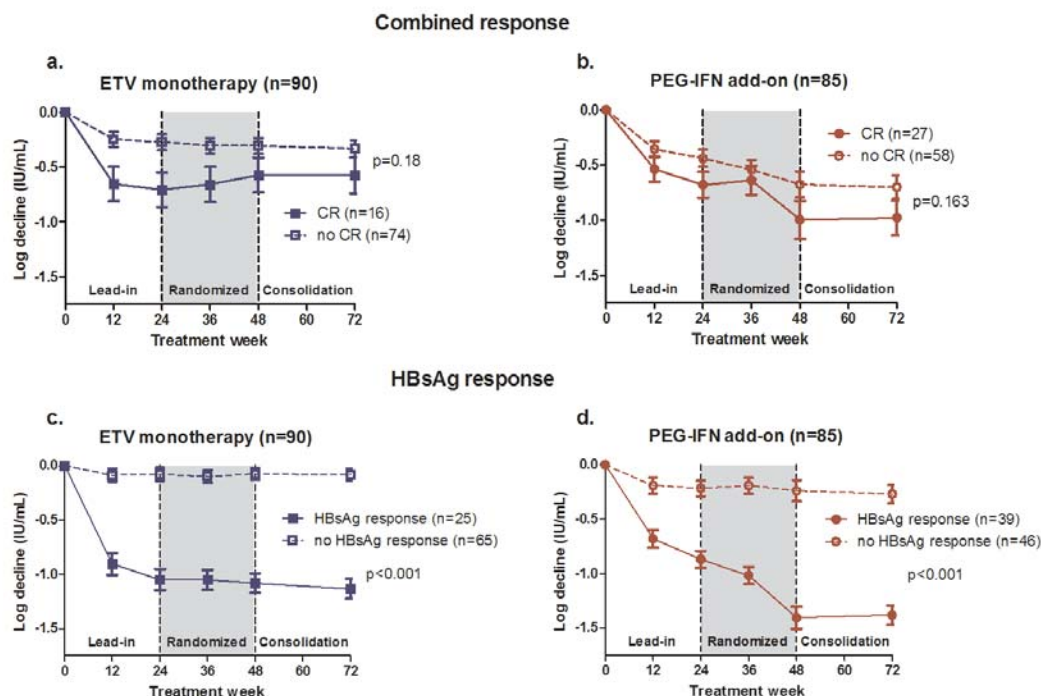 Combined response
a.
ETV monotherapy (n=90)
0.0
-0.5
-1.0
-1.5
Log decline (IU/mL)
p=0.18
CR (n=16)
no CR (n=74)
Lead-in
Randomized
Consolidation
0 12 24 36 48 60 72
Treatment week
b.
PEG-IFN add-on (n=85)
0.0
-0.5
-1.0
-1.5
Log decline (IU/mL)
CR (n=27)
no CR (n=58)
p=0.163
Lead-in
Randomized
Consolidation
0 12 24 36 48 60 72
Treatment week
HBsAg response
c.
ETV monotherapy (n=90)
0.0
-0.5
-1.0
-1.5
Log decline (IU/mL)
HBsAg response (n=25)
no HBsAg response (n=65)
p<0.001
Lead-in
Randomized
Consolidation
0 12 24 36 48 60 72
Treatment week
d.
PEG-IFN add-on (n=85)
0.0
-0.5
-1.0
-1.5
Log decline (IU/mL)
HBsAg response (n=39)
no HBsAg response (n=46)
p<0.001
Lead-in
Randomized
Consolidation
0 12 24 36 48 60 72
Treatment week